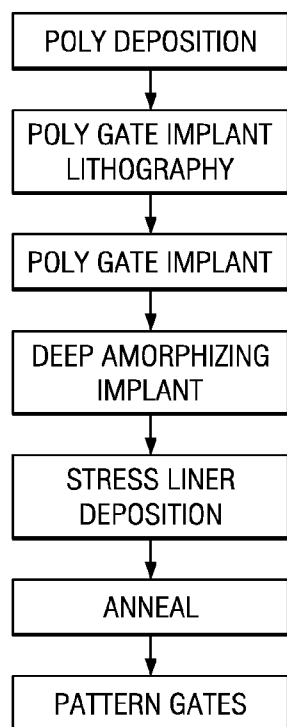 POLY DEPOSITION
POLY GATE IMPLANT
LITHOGRAPHY
POLY GATE IMPLANT
DEEP AMORPHIZING
IMPLANT
STRESS LINER
DEPOSITION
ANNEAL
PATTERN GATES